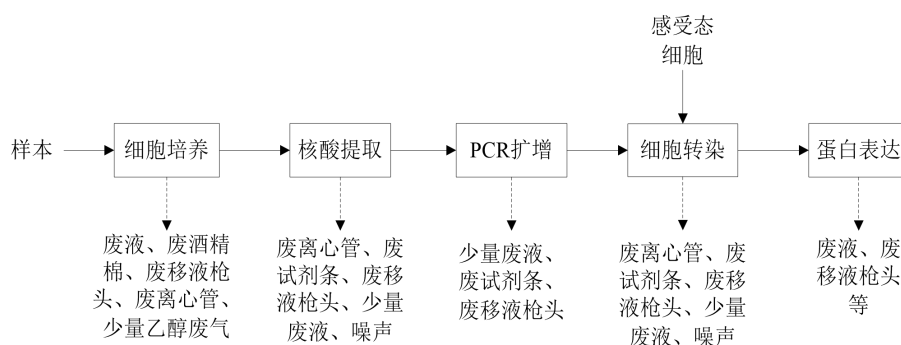 感受态
细胞
样本
细胞培养
核酸提取
PCR扩增
细胞转染
蛋白表达
废液、废酒精
棉、废移液枪
头、废离心管、
少量乙醇废气
废离心管、废
试剂条、废移
液枪头、少量
废液、噪声
少量废液、
废试剂条、
废移液枪头
废离心管、废
试剂条、废移
液枪头、少量
废液、噪声
废液、废
移液枪头
等